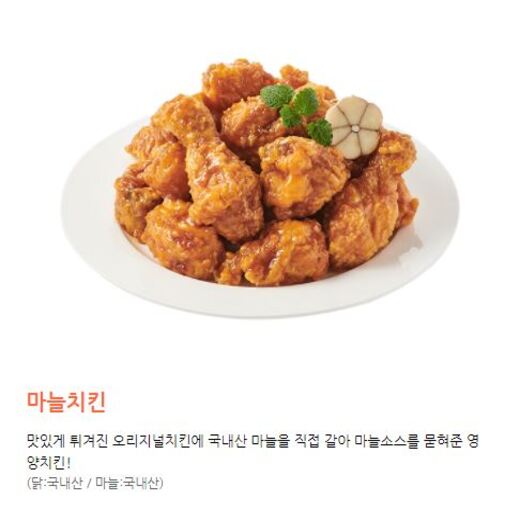 마늘치킨
맛있게 튀겨진 오리지널치킨에 국내산 마늘을 직접 갈아 마늘소스를 묻혀준 영
양치킨!
(닭:국내산 / 마늘:국내산)